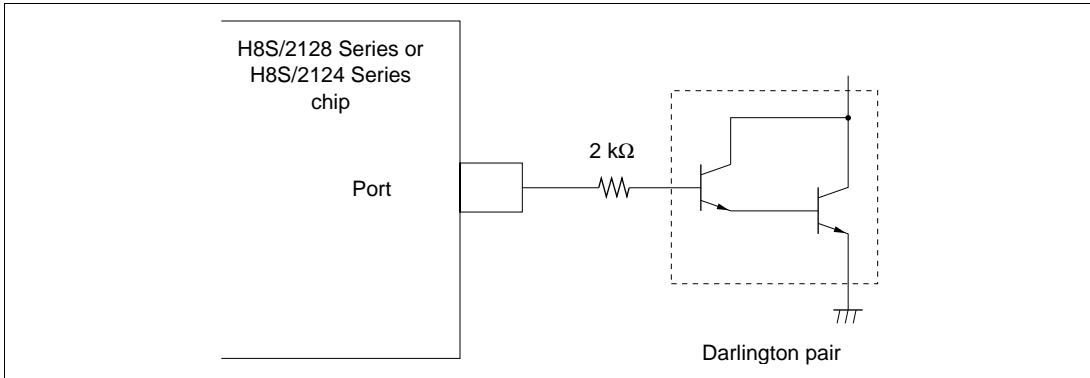 H8S/2128 Series or
H8S/2124 Series
chip
2 kΩ
Port
Darlington pair